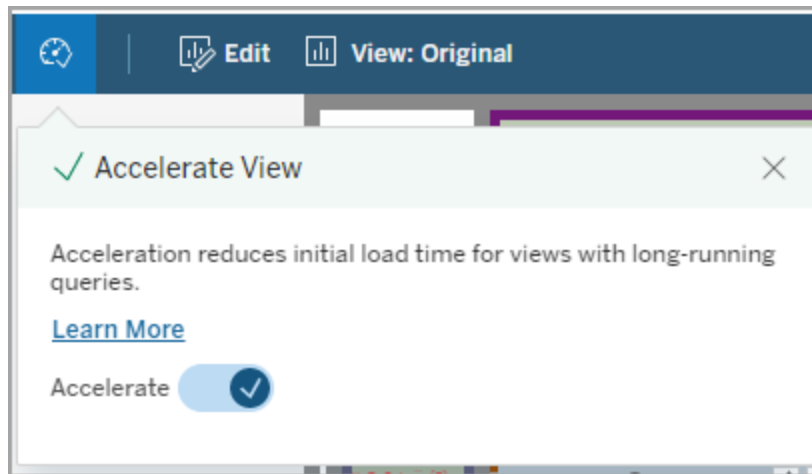 Edit
View: Original
Accelerate View
Acceleration reduces initial load time for views with long-running
queries.
Learn More
Accelerate